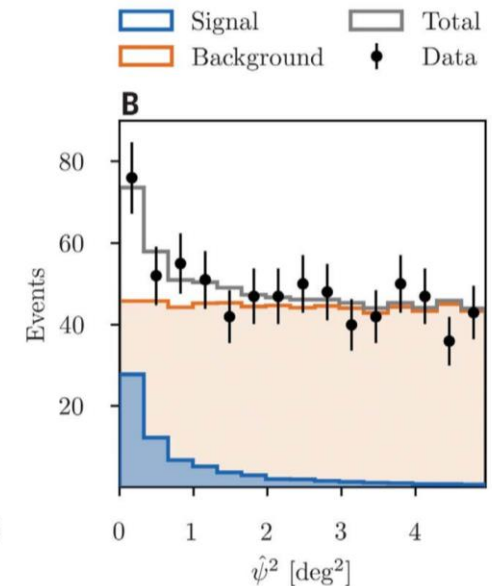 Signal Total
Background Data
B
80
60
40
20
Events
0 1 2 3 4
ψ̂² [deg²]